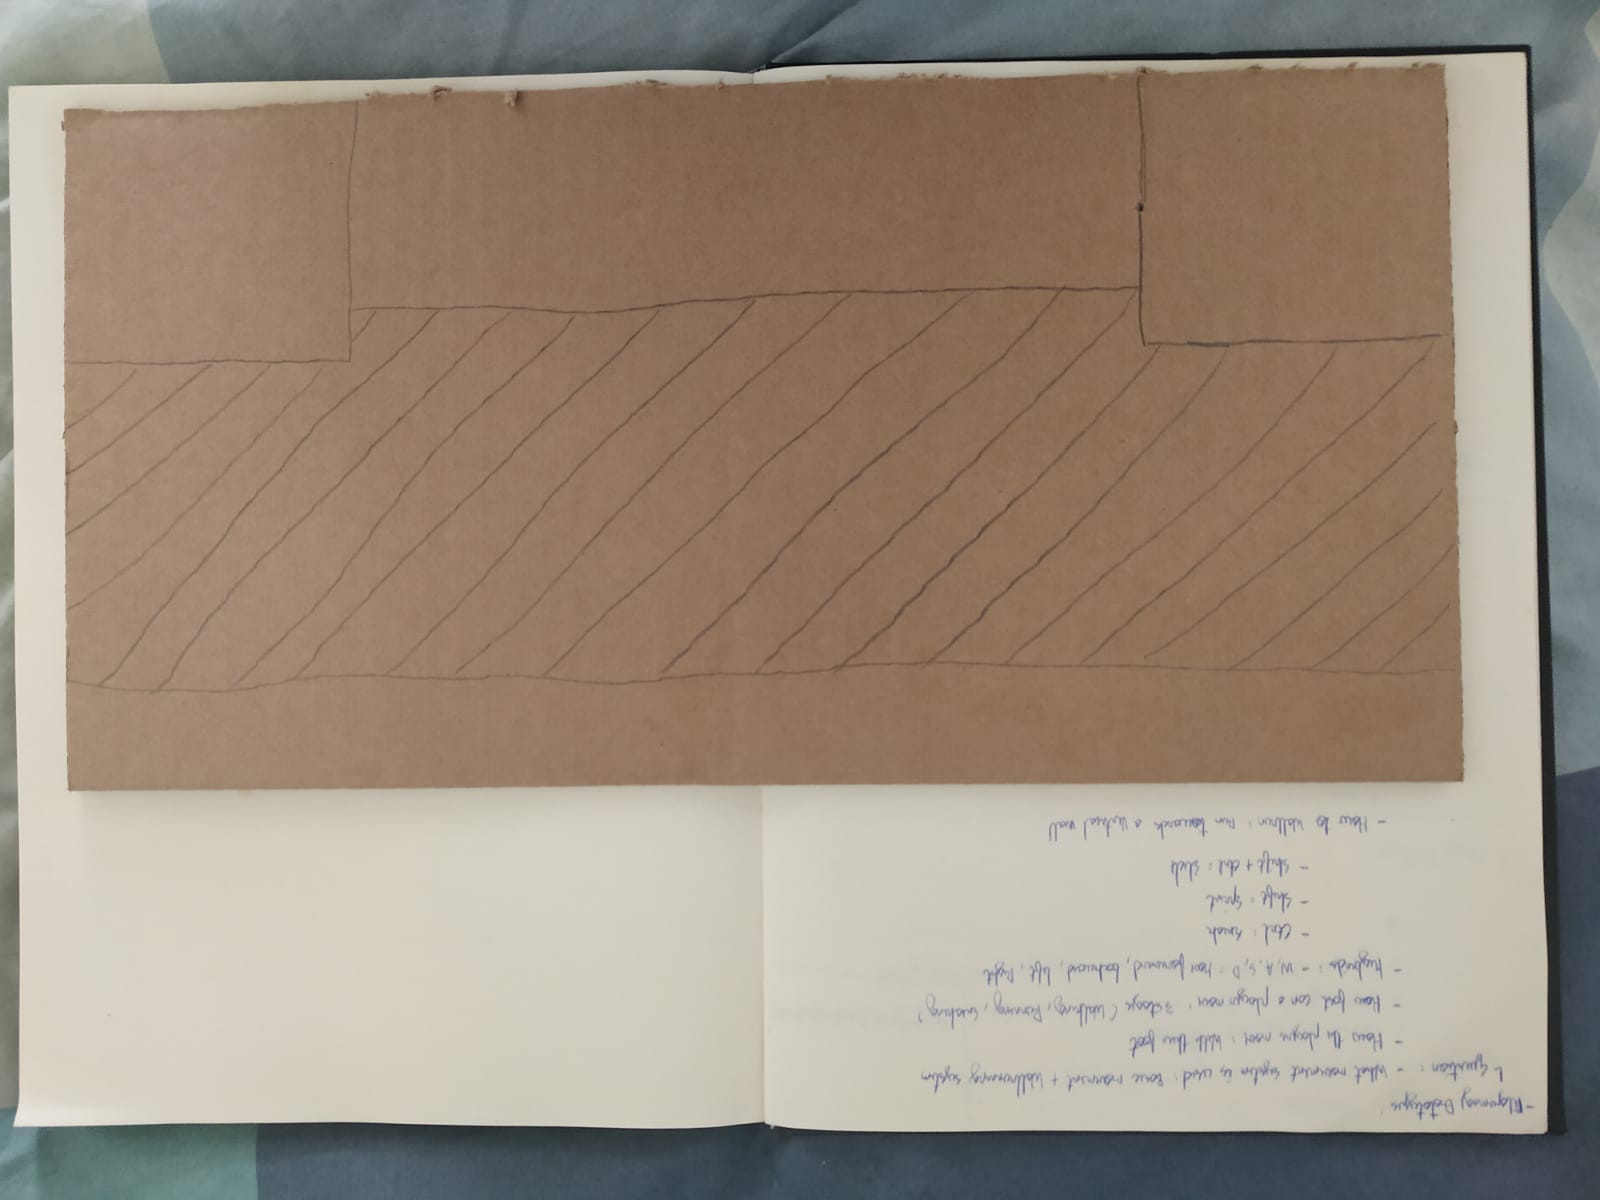 - Prototype:
↳ Question: - What movement system is used: Basic movement + Wallrunning system
- How the player move: With their foot
- How fast can a player move: 3 stages (Walking, Running, Sneaking)
- Keybinds: - W, A, S, D: Move forward, backward, left, Right
- Ctrl: Sneak
- Shift: Sprint
- Shift + Ctrl: Slide
- How to Wallrun: Run towards a vertical wall